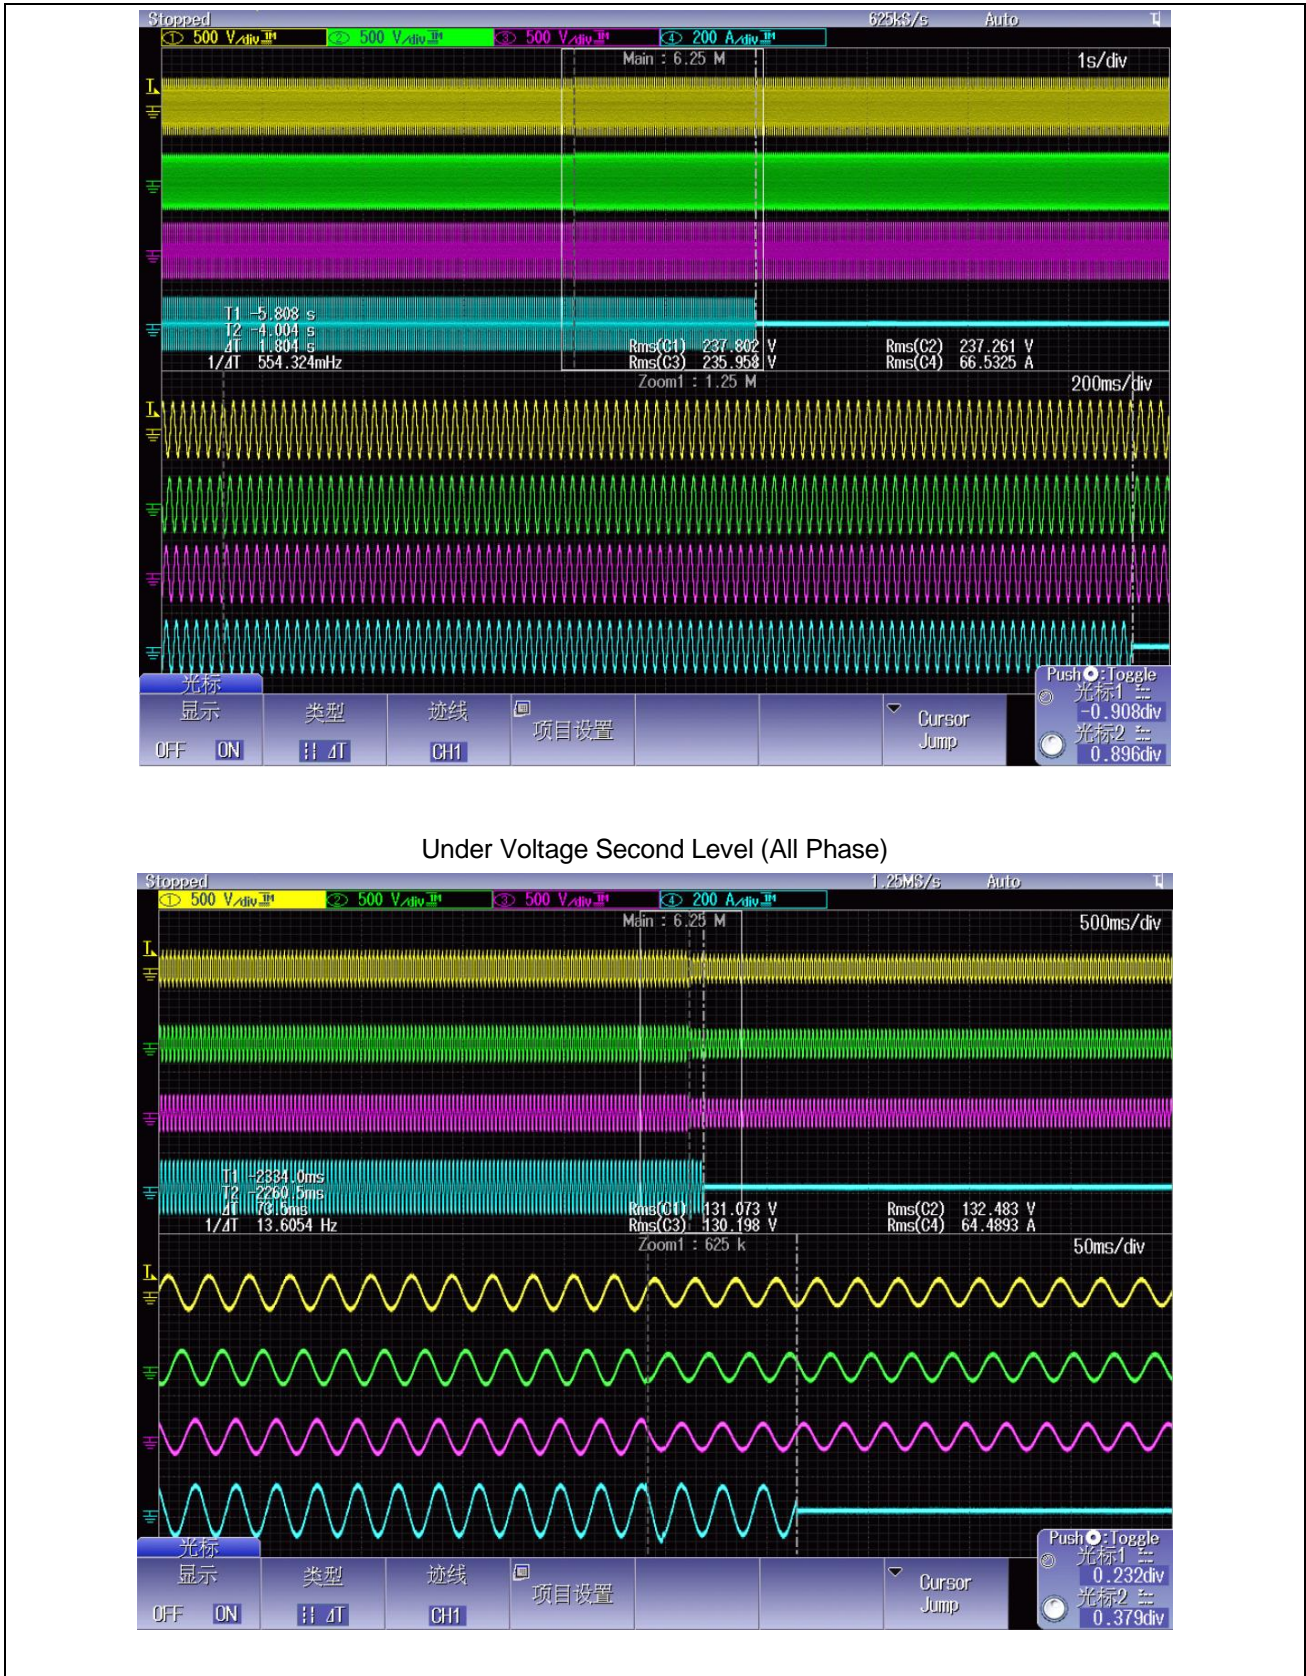 Stopped 625kS/s Auto
① 500 V/div ② 500 V/div ③ 500 V/div ④ 200 A/div
Main : 6.25 M 1s/div
T1 -5.808 s
T2 -4.004 s
ΔT 1.804 s Rms(C1) 237.802 V Rms(C2) 237.261 V
1/ΔT 554.324mHz Rms(C3) 235.958 V Rms(C4) 66.5325 A
Zoom1 : 1.25 M 200ms/div
光标
显示 类型 迹线 项目设置 Cursor
Jump
OFF ON ΔT CH1
Push :Toggle
光标1
-0.908div
光标2
0.896div
Under Voltage Second Level (All Phase)
Stopped 1.25MS/s Auto
① 500 V/div ② 500 V/div ③ 500 V/div ④ 200 A/div
Main : 6.25 M 500ms/div
T1 -2334.0ms
T2 -2260.5ms
ΔT 73.5ms Rms(C1) 131.073 V Rms(C2) 132.483 V
1/ΔT 13.6054 Hz Rms(C3) 130.198 V Rms(C4) 64.4893 A
Zoom1 : 625 k 50ms/div
光标
显示 类型 迹线 项目设置 Cursor
Jump
OFF ON ΔT CH1
Push :Toggle
光标1
0.232div
光标2
0.379div